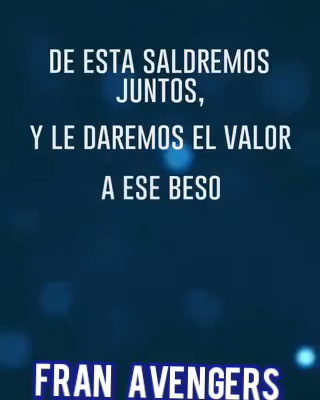 DE ESTA SALDREMOS
JUNTOS,
Y LE DAREMOS EL VALOR
A ESE BESO
FRAN AVENGERS